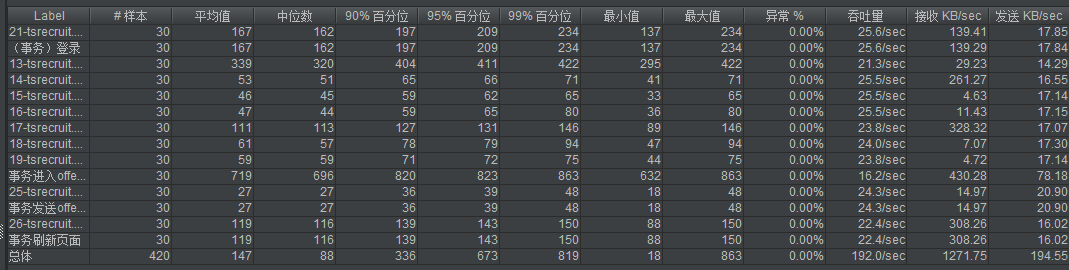 Label # 样本 平均值 中位数 90% 百分位 95% 百分位 99% 百分位 最小值 最大值 异常 % 吞吐量 接收 KB/sec 发送 KB/sec
21-tsrecruit.... 30 167 162 197 209 234 137 234 0.00% 25.6/sec 139.41 17.85
（事务）登录 30 167 162 197 209 234 137 234 0.00% 25.6/sec 139.29 17.84
13-tsrecruit.... 30 339 320 404 411 422 295 422 0.00% 21.3/sec 29.23 14.29
14-tsrecruit.... 30 53 51 65 66 71 41 71 0.00% 25.5/sec 261.27 16.55
15-tsrecruit.... 30 46 45 59 62 65 33 65 0.00% 25.5/sec 4.63 17.14
16-tsrecruit.... 30 47 44 59 65 80 36 80 0.00% 25.5/sec 11.43 17.15
17-tsrecruit.... 30 111 113 127 131 146 89 146 0.00% 23.8/sec 328.32 17.07
18-tsrecruit.... 30 61 57 78 79 94 47 94 0.00% 24.0/sec 7.07 17.30
19-tsrecruit.... 30 59 59 71 72 75 44 75 0.00% 23.8/sec 4.72 17.14
事务进入offe... 30 719 696 820 823 863 632 863 0.00% 16.2/sec 430.28 78.18
25-tsrecruit.... 30 27 27 36 39 48 18 48 0.00% 24.3/sec 14.97 20.90
事务发送offe... 30 27 27 36 39 48 18 48 0.00% 24.3/sec 14.97 20.90
26-tsrecruit.... 30 119 116 139 143 150 88 150 0.00% 22.4/sec 308.26 16.02
事务刷新页面 30 119 116 139 143 150 88 150 0.00% 22.4/sec 308.26 16.02
总体 420 147 88 336 673 819 18 863 0.00% 192.0/sec 1271.75 194.55